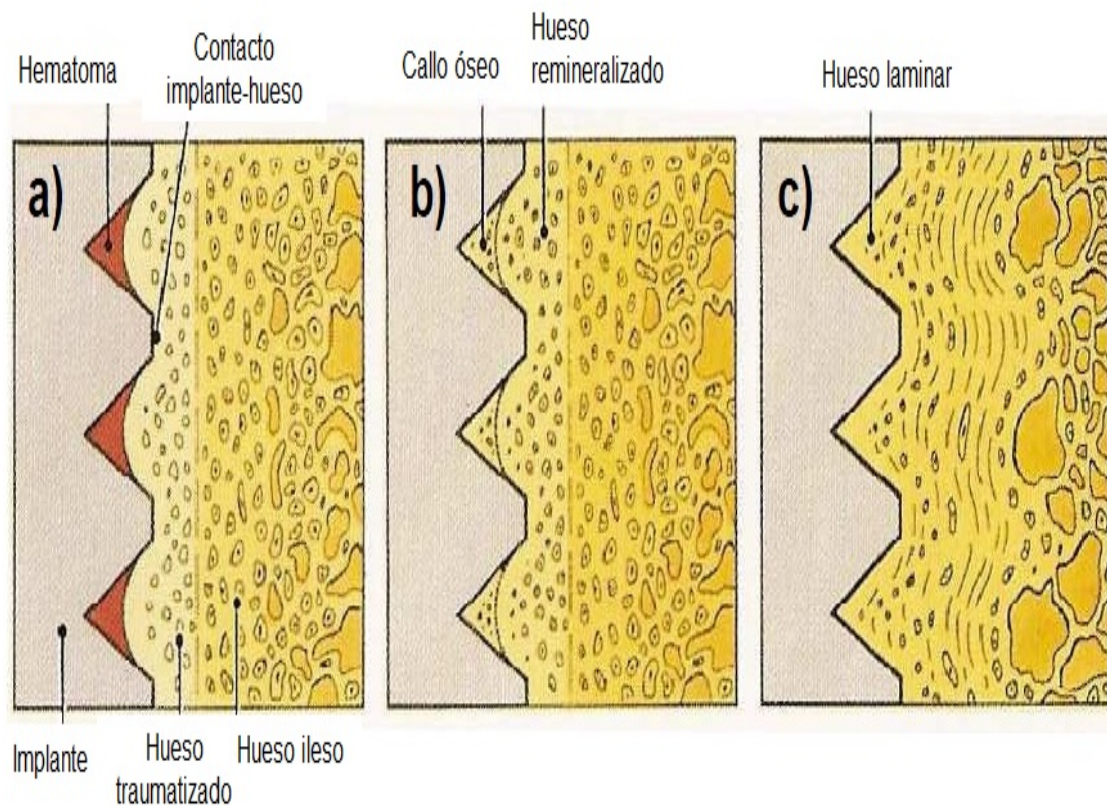 Hematoma
Contacto
implante-hueso
Callo óseo
Hueso
remineralizado
Hueso laminar
a)
b)
c)
Implante
Hueso
traumatizado
Hueso ileso